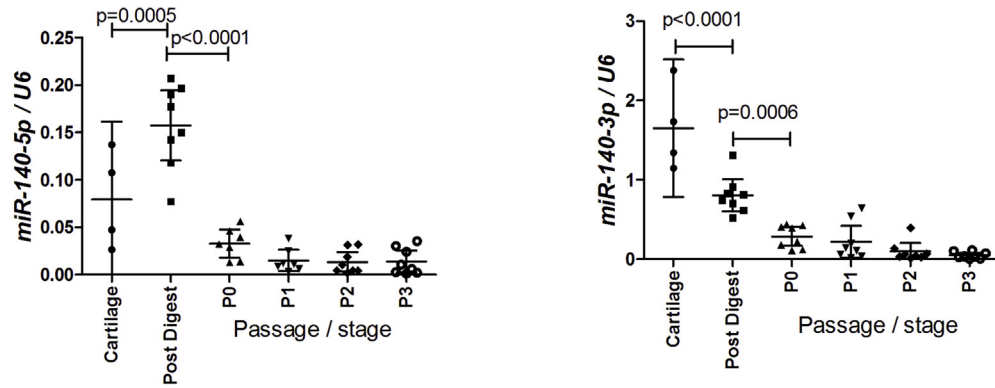 p=0.0005
p<0.0001
0.25
0.20
0.15
0.10
0.05
0.00
miR-140-5p / U6
Cartilage
Post Digest
P0
P1
P2
P3
Passage / stage
p<0.0001
p=0.0006
3
2
1
0
miR-140-3p / U6
Cartilage
Post Digest
P0
P1
P2
P3
Passage / stage